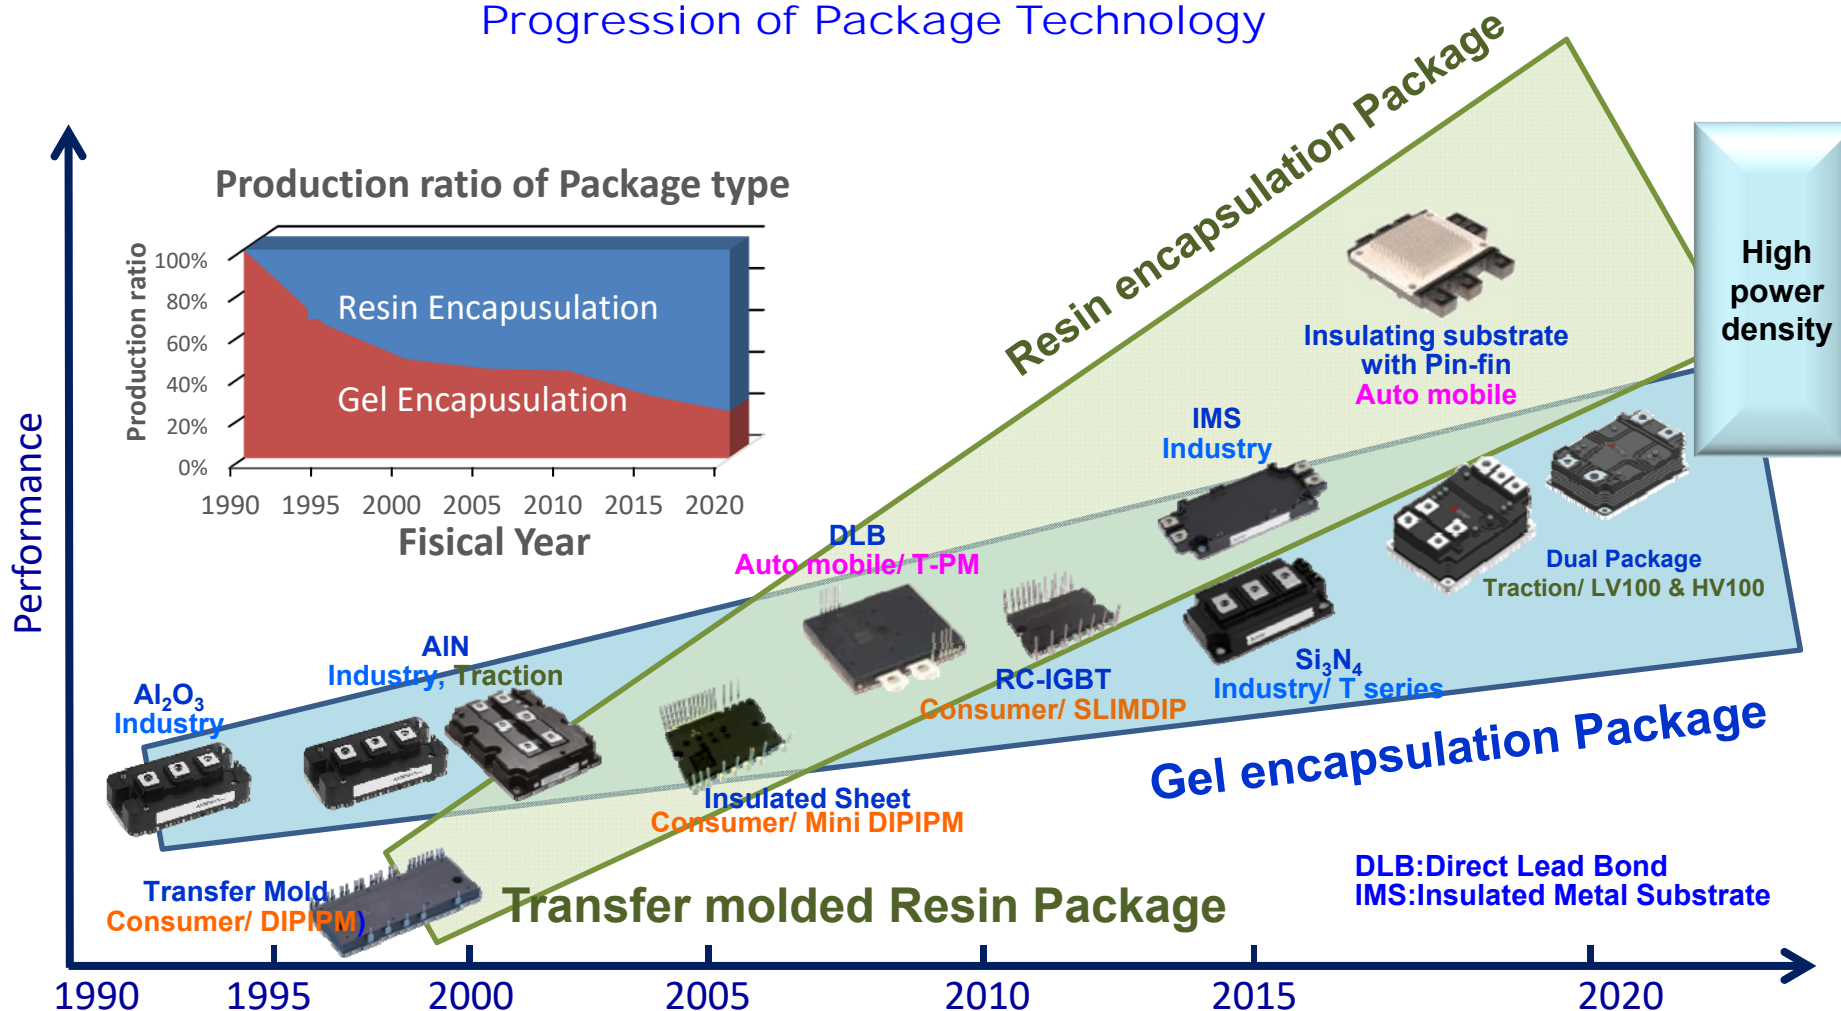 Progression of Package Technology
Production ratio of Package type
Production ratio
100%
80%
60%
40%
20%
0%
Resin Encapusulation
Gel Encapusulation
1990 1995 2000 2005 2010 2015 2020
Fisical Year
Performance
Resin encapsulation Package
High
power
density
Insulating substrate
with Pin-fin
Auto mobile
IMS
Industry
DLB
Auto mobile/ T-PM
Dual Package
Traction/ LV100 & HV100
AlN
Industry, Traction
Al₂O₃
Industry
RC-IGBT
Consumer/ SLIMDIP
Si₃N₄
Industry/ T series
Gel encapsulation Package
Insulated Sheet
Consumer/ Mini DIPIPM
Transfer Mold
Consumer/ DIPIPM)
Transfer molded Resin Package
DLB:Direct Lead Bond
IMS:Insulated Metal Substrate
1990 1995 2000 2005 2010 2015 2020